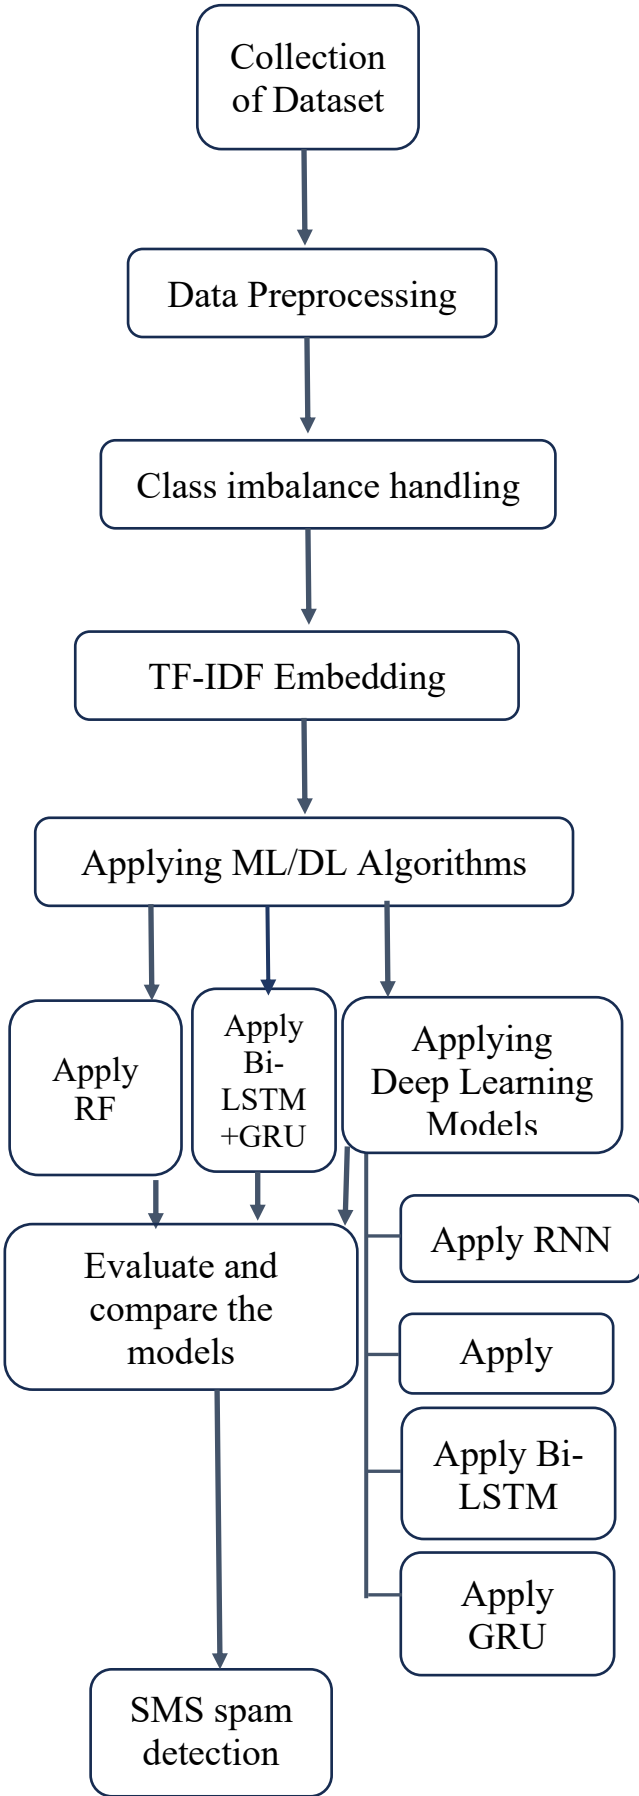 Collection
of Dataset
Data Preprocessing
Class imbalance handling
TF-IDF Embedding
Applying ML/DL Algorithms
Apply
RF
Apply
Bi-
LSTM
+GRU
Applying
Deep Learning
Models
Evaluate and
compare the
models
Apply RNN
Apply
Apply Bi-
LSTM
Apply
GRU
SMS spam
detection